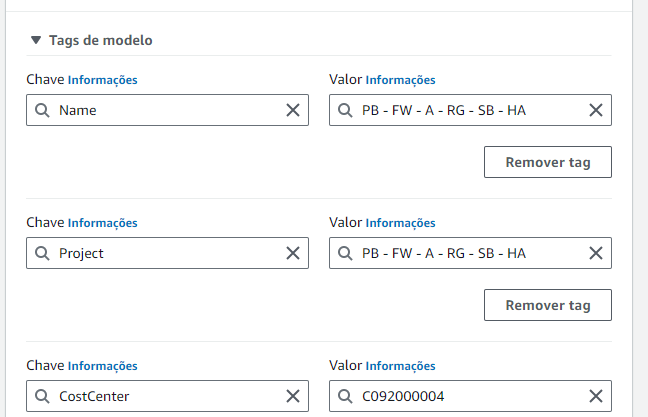 Tags de modelo
Chave Informações
Valor Informações
Name
PB - FW - A - RG - SB - HA
Remover tag
Chave Informações
Valor Informações
Project
PB - FW - A - RG - SB - HA
Remover tag
Chave Informações
Valor Informações
CostCenter
C092000004